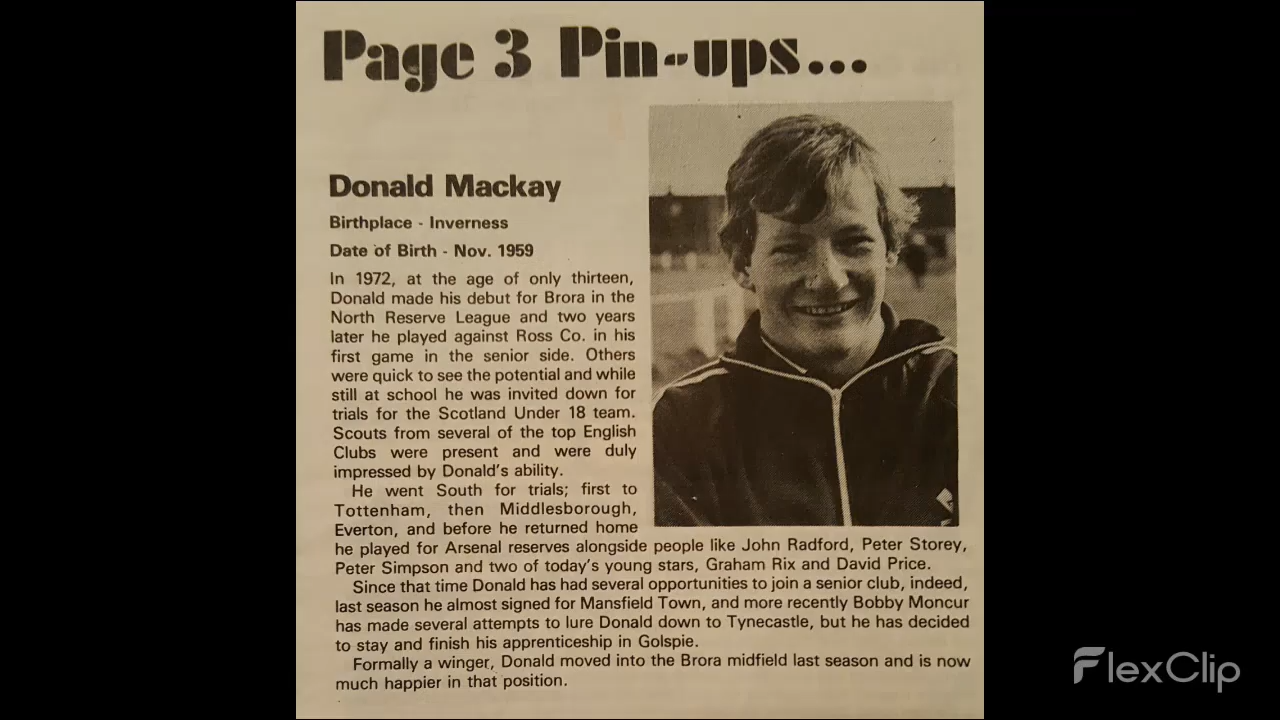 Page 3 Pin-ups...
Donald Mackay
Birthplace - Inverness
Date of Birth - Nov. 1959
In 1972, at the age of only thirteen,
Donald made his debut for Brora in the
North Reserve League and two years
later he played against Ross Co. in his
first game in the senior side. Others
were quick to see the potential and while
still at school he was invited down for
trials for the Scotland Under 18 team.
Scouts from several of the top English
Clubs were present and were duly
impressed by Donald's ability.
He went South for trials; first to
Tottenham, then Middlesborough,
Everton, and before he returned home
he played for Arsenal reserves alongside people like John Radford, Peter Storey,
Peter Simpson and two of today's young stars, Graham Rix and David Price.
Since that time Donald has had several opportunities to join a senior club, indeed,
last season he almost signed for Mansfield Town, and more recently Bobby Moncur
has made several attempts to lure Donald down to Tynecastle, but he has decided
to stay and finish his apprenticeship in Golspie.
Formally a winger, Donald moved into the Brora midfield last season and is now
much happier in that position.
FlexClip